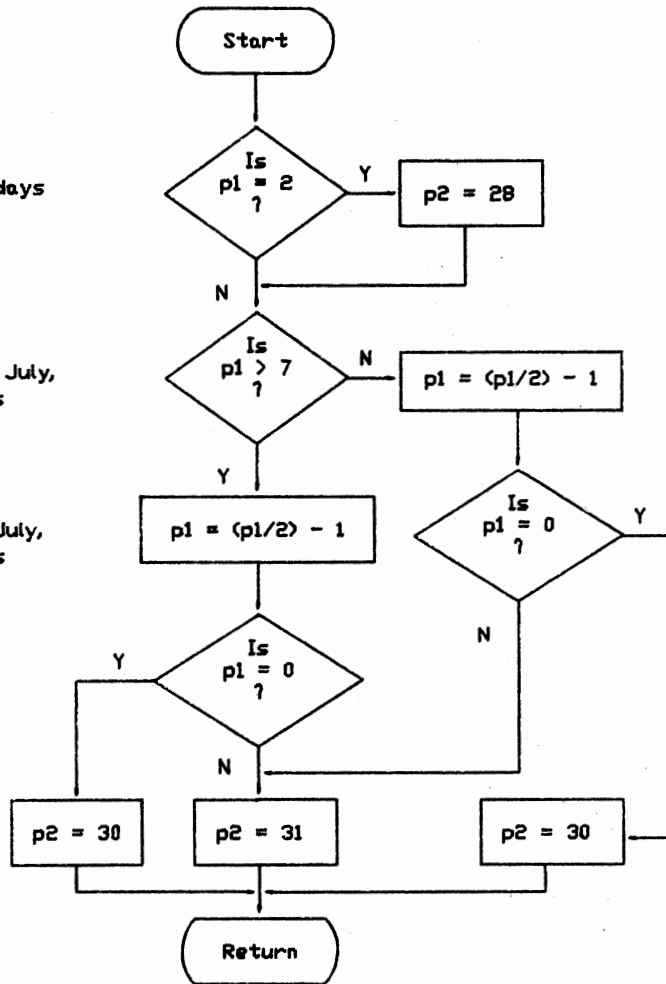 Start
Is
p1 = 2
?
Y
p2 = 28
days
N
Is
p1 > 7
?
N
p1 = (p1/2) - 1
July,
s
Y
p1 = (p1/2) - 1
Is
p1 = 0
?
Y
July,
s
N
Is
p1 = 0
?
Y
N
p2 = 30
p2 = 31
p2 = 30
Return